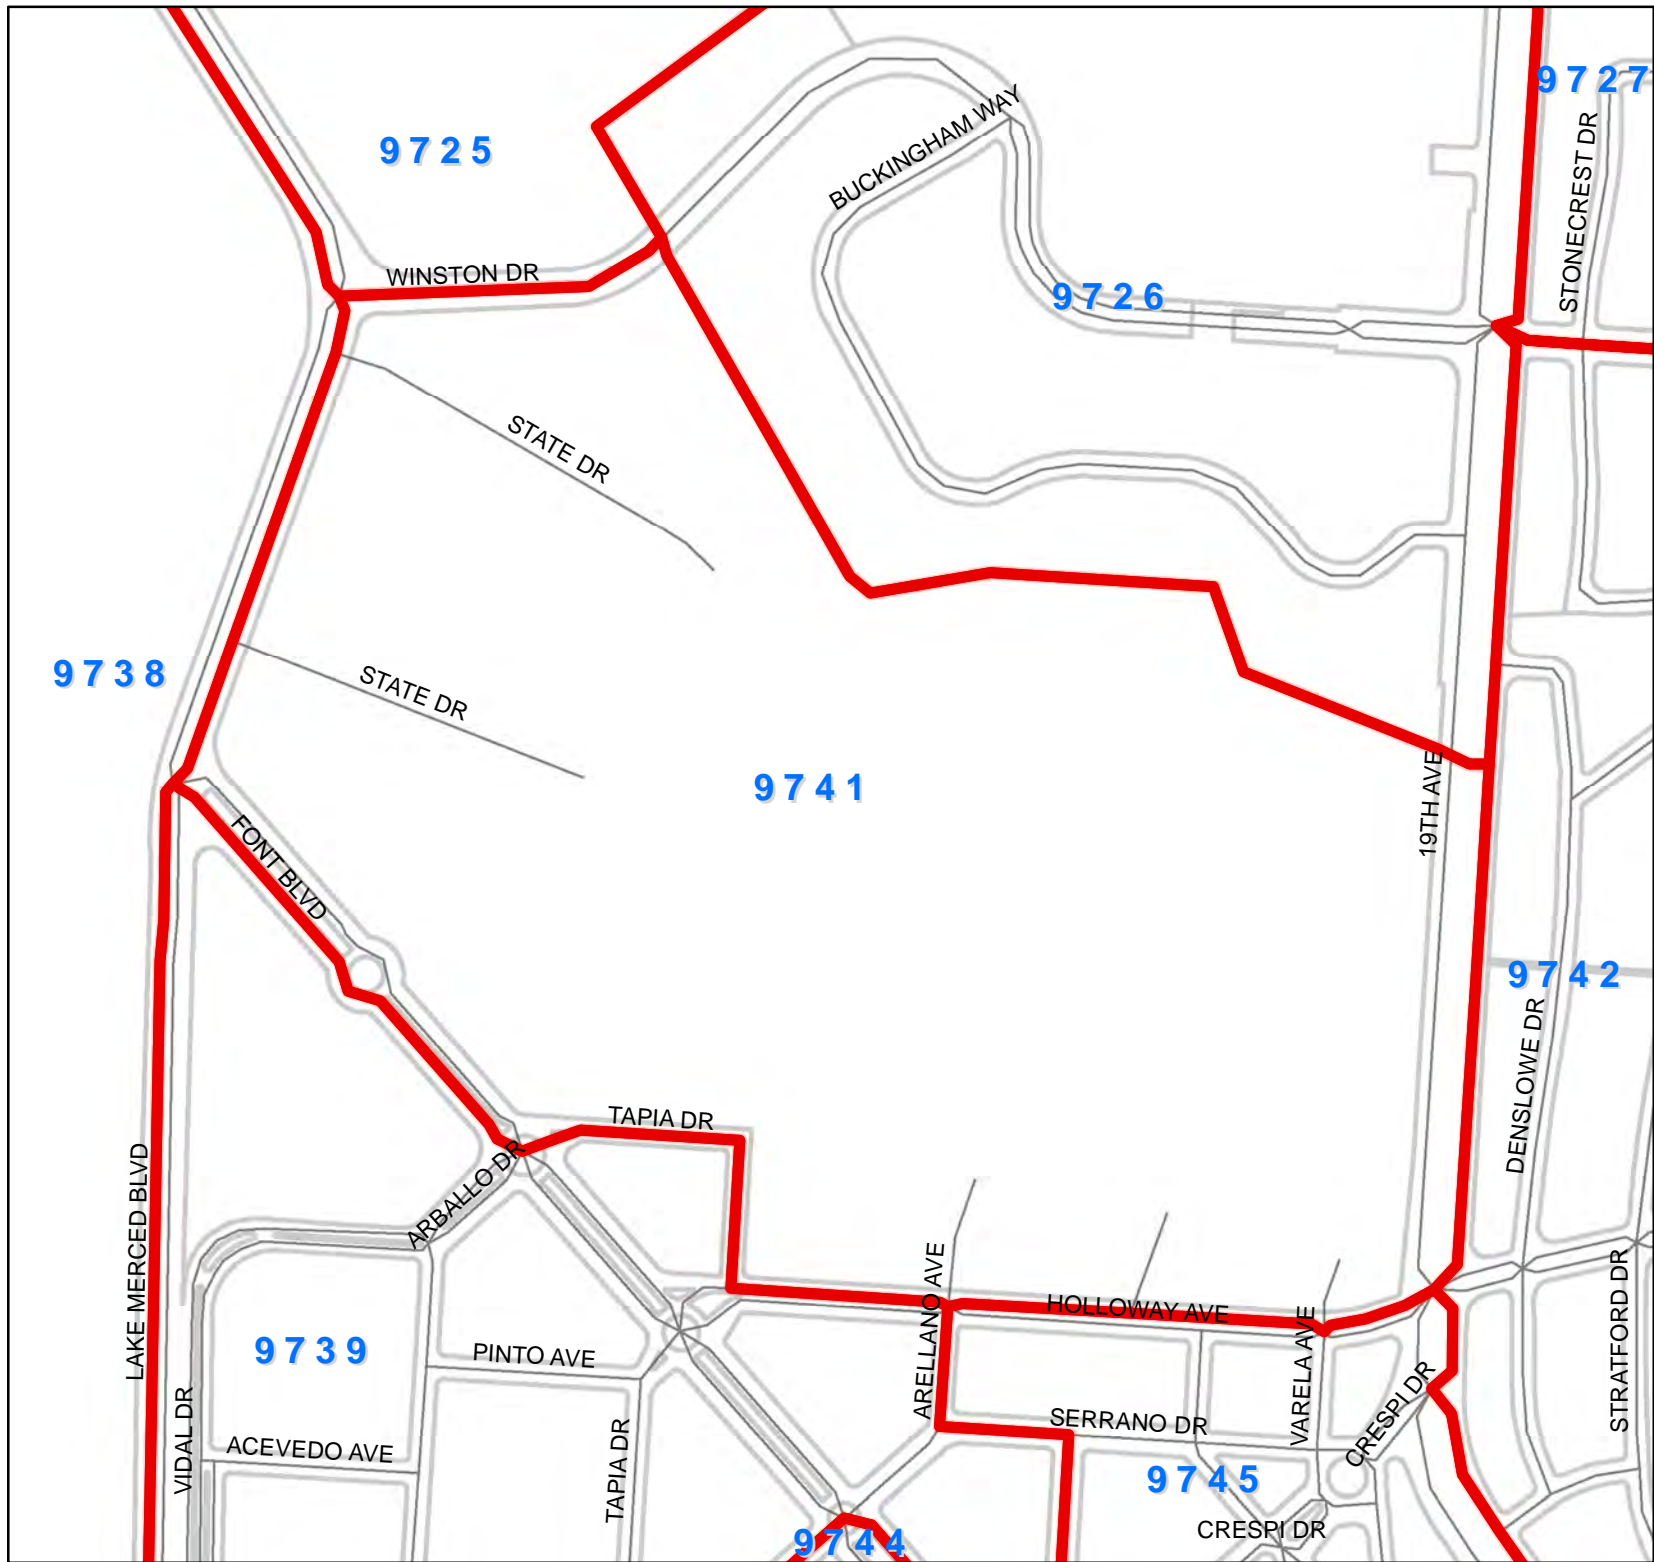 9727
9725
BUCKINGHAM WAY
STONECREST DR
WINSTON DR
9726
STATE DR
9738
STATE DR
9741
19TH AVE
FONT BLVD
9742
DENSLOWE DR
TAPIA DR
ARBALLO DR
LAKE MERCED BLVD
ARELLANO AVE
HOLLOWAY AVE
VARELA AVE
STRATFORD DR
9739
PINTO AVE
CRESPI DR
SERRANO DR
VIDAL DR
ACEVEDO AVE
TAPIA DR
9745
CRESPI DR
9744